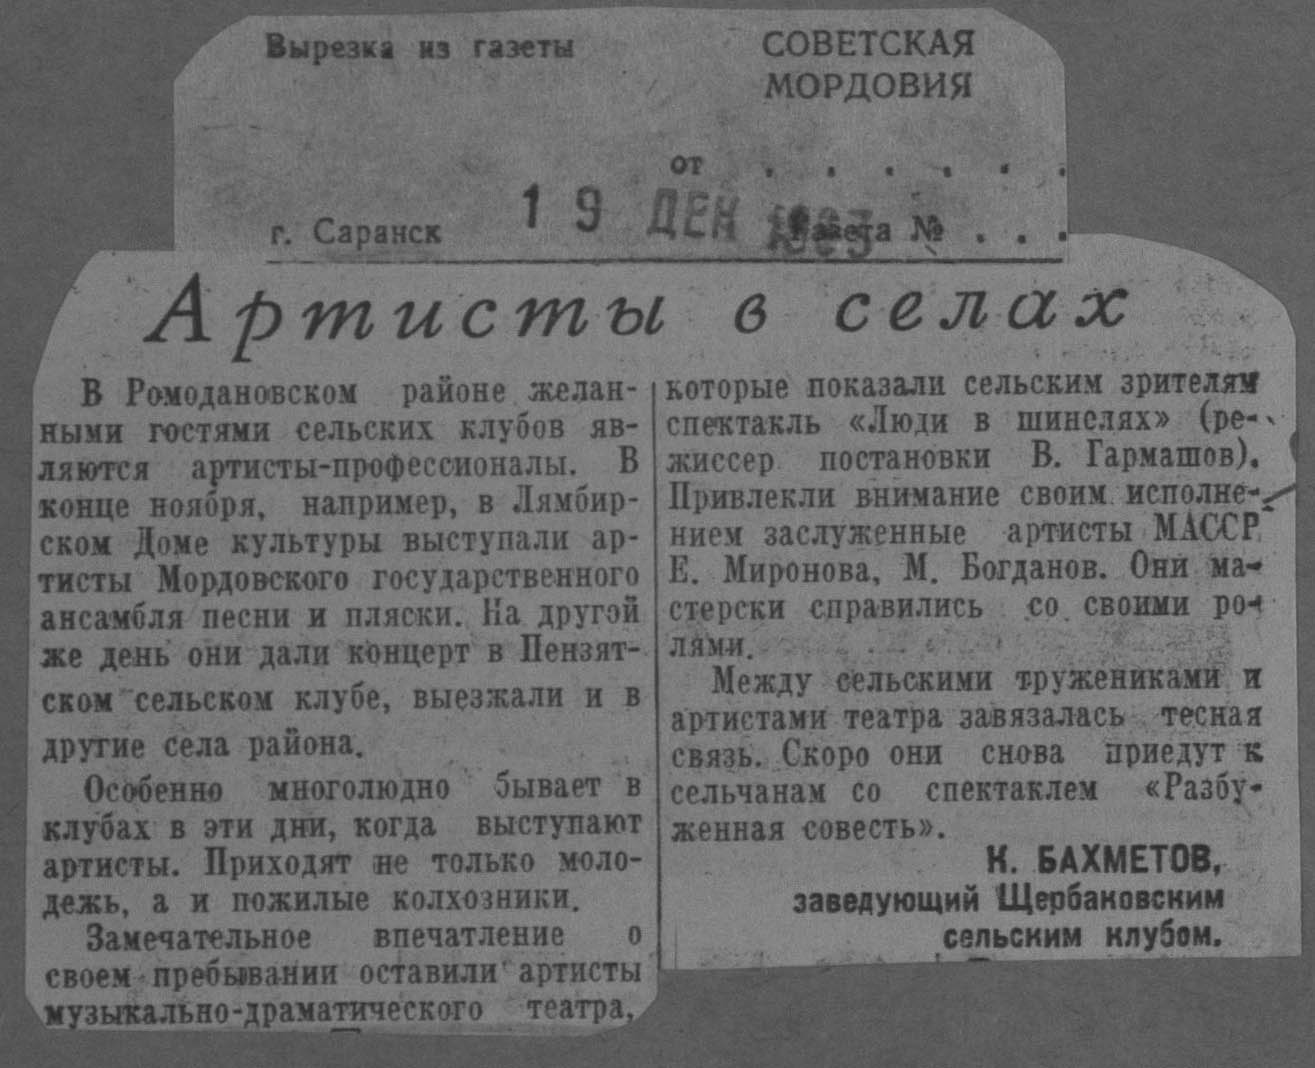 Вырезка из газеты
СОВЕТСКАЯ
МОРДОВИЯ
от . . . . . .
г. Саранск
19 ДЕК
Газета № . . .
Артисты в селах
В Ромодановском районе желан-
ными гостями сельских клубов яв-
ляются артисты-профессионалы. В
конце ноября, например, в Лямбир-
ском Доме культуры выступали ар-
тисты Мордовского государственного
ансамбля песни и пляски. На другой
же день они дали концерт в Пензят-
ском сельском клубе, выезжали и в
другие села района.
Особенно многолюдно бывает в
клубах в эти дни, когда выступают
артисты. Приходят не только моло-
дежь, а и пожилые колхозники.
Замечательное впечатление о
своем пребывании оставили артисты
музыкально-драматического театра,
которые показали сельским зрителям
спектакль «Люди в шинелях» (ре-
жиссер постановки В. Гармашов).
Привлекли внимание своим исполне-
нием заслуженные артисты МАССР
Е. Миронова, М. Богданов. Они ма-
стерски справились со своими ро-
лями.
Между сельскими тружениками и
артистами театра завязалась тесная
связь. Скоро они снова приедут к
сельчанам со спектаклем «Разбу-
женная совесть».
К. БАХМЕТОВ,
заведующий Щербаковским
сельским клубом.